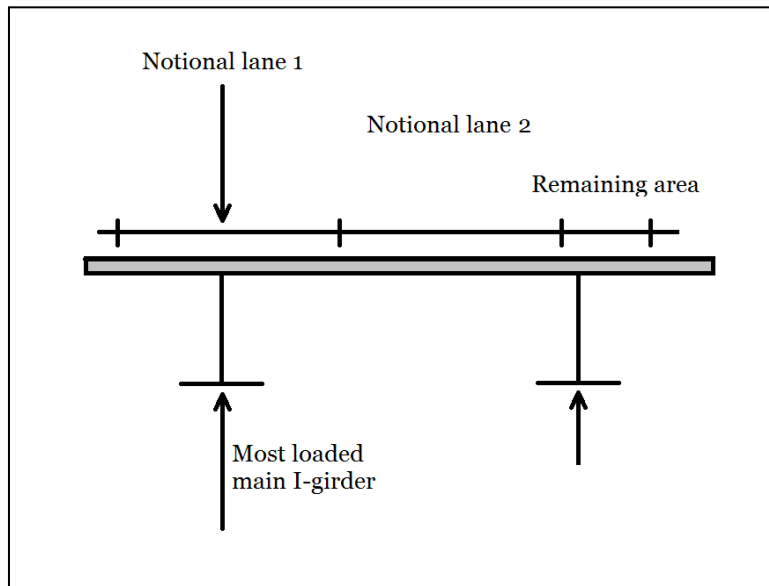 Notional lane 1
Notional lane 2
Remaining area
Most loaded
main I-girder